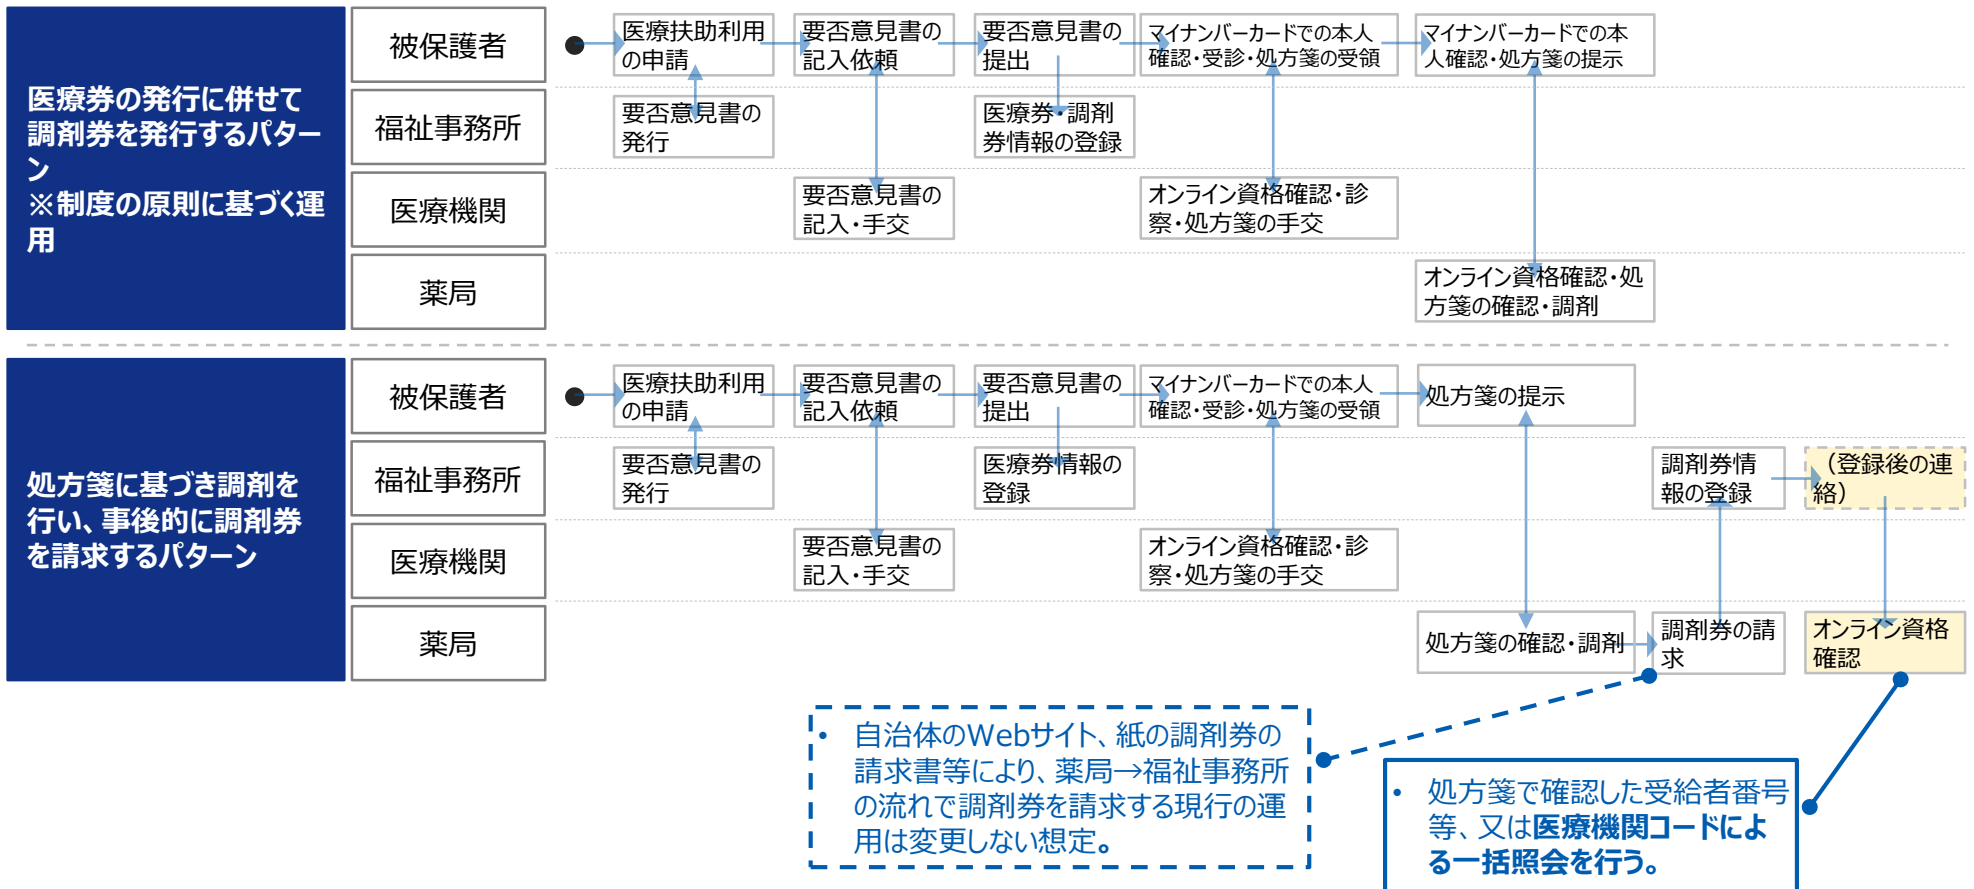 医療券の発行に併せて
調剤券を発行するパター
ン
※制度の原則に基づく運
用
被保護者
医療扶助利用
の申請
要否意見書の
記入依頼
要否意見書の
提出
マイナンバーカードでの本人
確認・受診・処方箋の受領
マイナンバーカードでの本
人確認・処方箋の提示
福祉事務所
要否意見書の
発行
医療券・調剤
券情報の登録
医療機関
要否意見書の
記入・手交
オンライン資格確認・診
察・処方箋の手交
薬局
オンライン資格確認・処
方箋の確認・調剤
処方箋に基づき調剤を
行い、事後的に調剤券
を請求するパターン
被保護者
医療扶助利用
の申請
要否意見書の
記入依頼
要否意見書の
提出
マイナンバーカードでの本人
確認・受診・処方箋の受領
処方箋の提示
福祉事務所
要否意見書の
発行
医療券情報の
登録
調剤券情
報の登録
（登録後の連
絡）
医療機関
要否意見書の
記入・手交
オンライン資格確認・診
察・処方箋の手交
薬局
処方箋の確認・調剤
調剤券の請
求
オンライン資格
確認
• 自治体のWebサイト、紙の調剤券の
請求書等により、薬局→福祉事務所
の流れで調剤券を請求する現行の運
用は変更しない想定。
• 処方箋で確認した受給者番号
等、又は医療機関コードによ
る一括照会を行う。